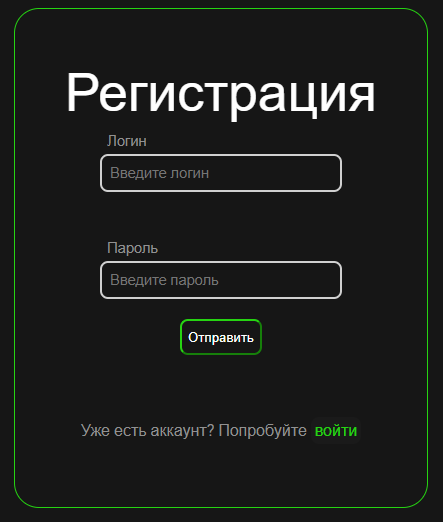 Регистрация
Логин
Введите логин
Пароль
Введите пароль
Отправить
Уже есть аккаунт? Попробуйте войти